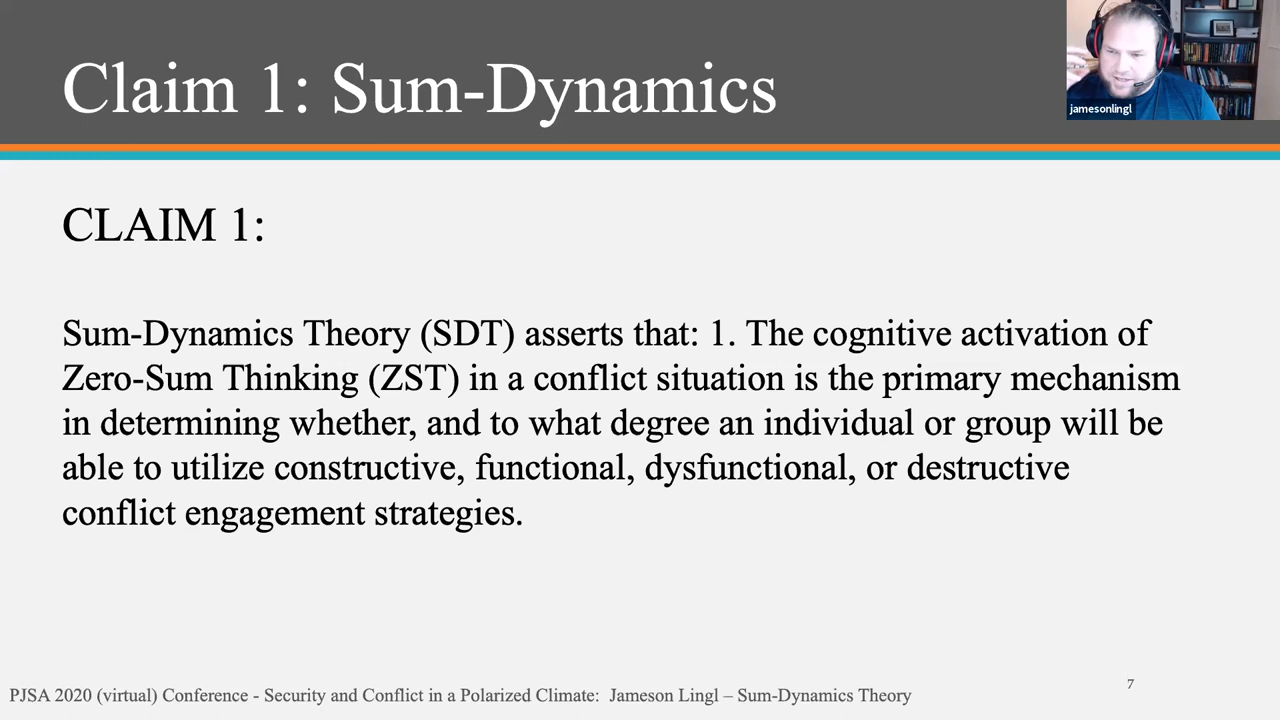 Claim 1: Sum-Dynamics
jamesonlingl
CLAIM 1:
Sum-Dynamics Theory (SDT) asserts that: 1. The cognitive activation of
Zero-Sum Thinking (ZST) in a conflict situation is the primary mechanism
in determining whether, and to what degree an individual or group will be
able to utilize constructive, functional, dysfunctional, or destructive
conflict engagement strategies.
PJSA 2020 (virtual) Conference - Security and Conflict in a Polarized Climate: Jameson Lingl – Sum-Dynamics Theory
7